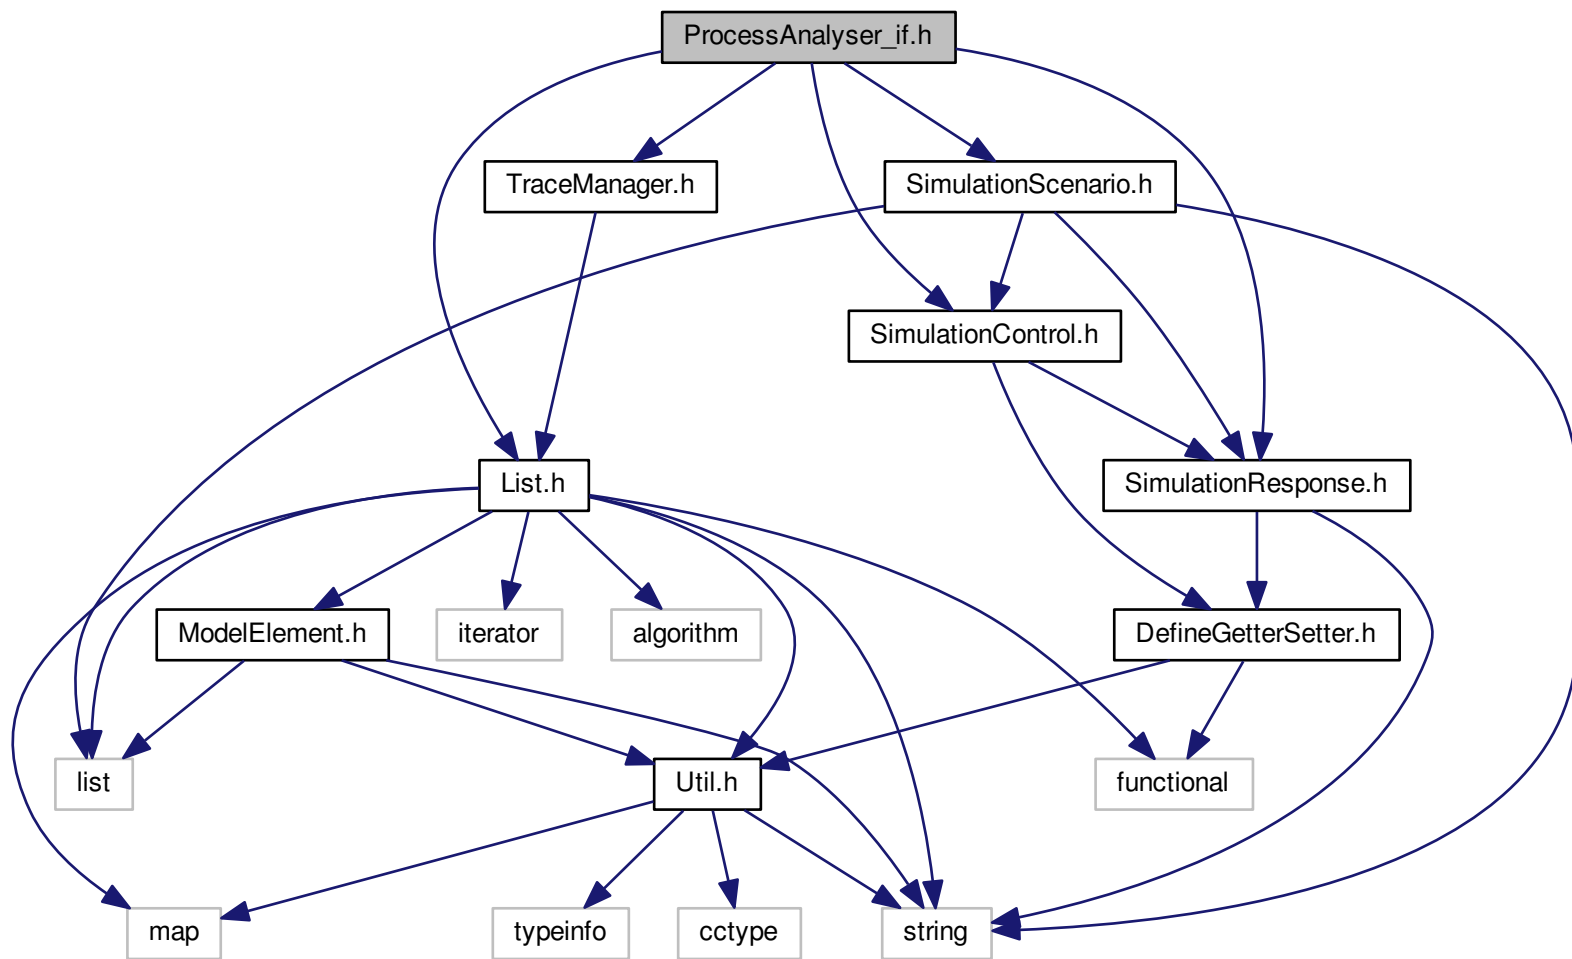 ProcessAnalyser_if.h
TraceManager.h
SimulationScenario.h
SimulationControl.h
List.h
SimulationResponse.h
ModelElement.h
iterator
algorithm
DefineGetterSetter.h
list
Util.h
functional
map
typeinfo
cctype
string